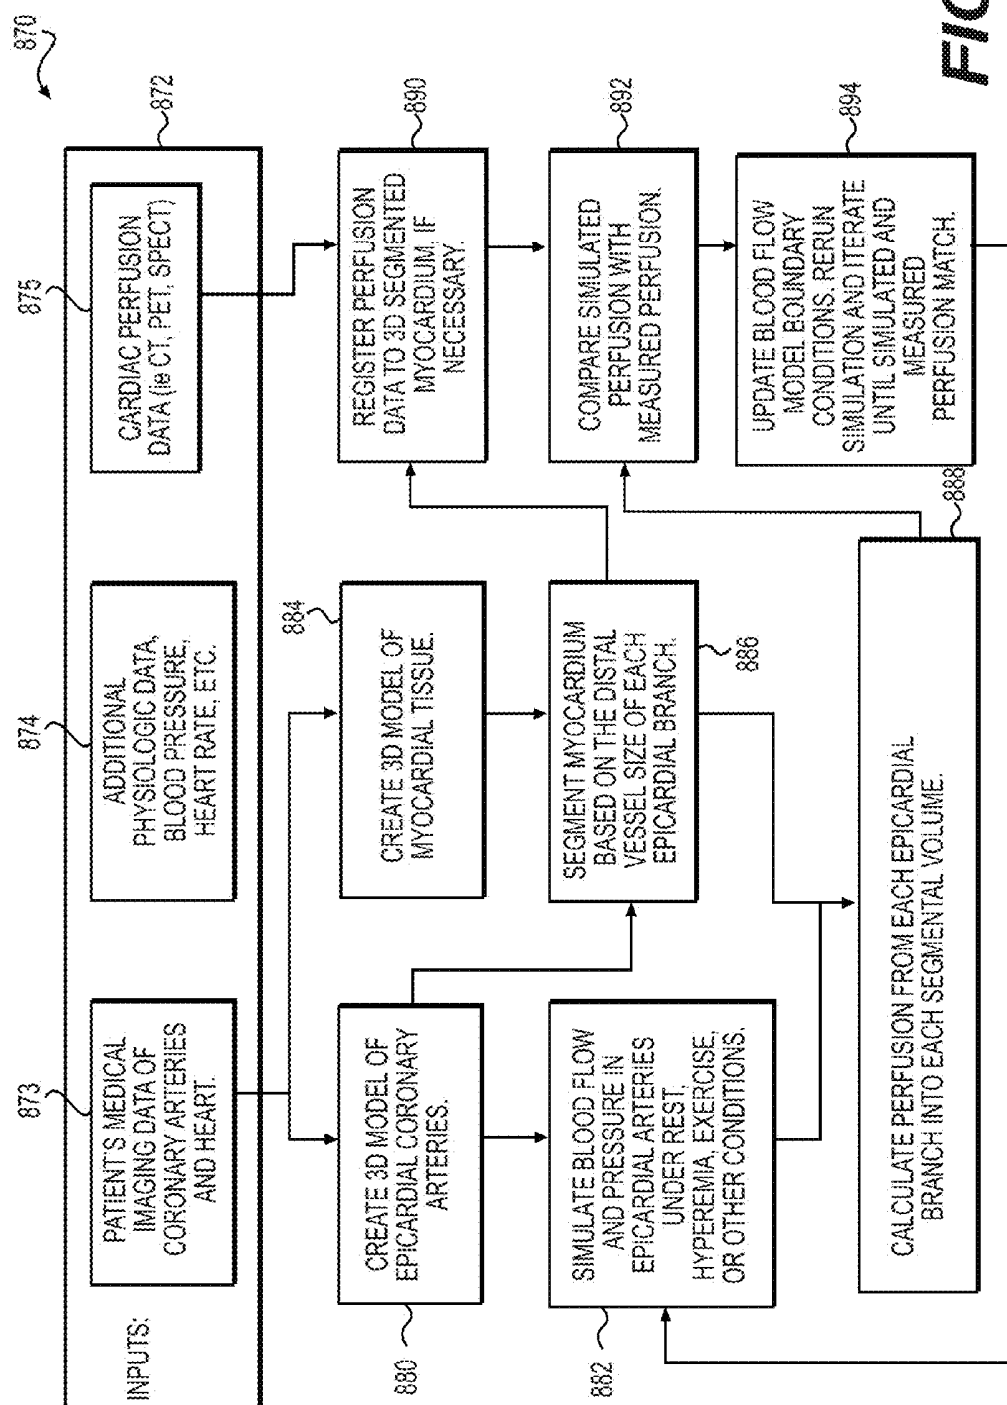 870
872
INPUTS:
873
PATIENT'S MEDICAL
IMAGING DATA OF
CORONARY ARTERIES
AND HEART.
874
ADDITIONAL
PHYSIOLOGIC DATA,
BLOOD PRESSURE,
HEART RATE, ETC.
875
CARDIAC PERFUSION
DATA (ie CT, PET, SPECT)
880
CREATE 3D MODEL OF
EPICARDIAL CORONARY
ARTERIES.
884
CREATE 3D MODEL OF
MYOCARDIAL TISSUE.
890
REGISTER PERFUSION
DATA TO 3D SEGMENTED
MYOCARDIUM, IF
NECESSARY.
882
SIMULATE BLOOD FLOW
AND PRESSURE IN
EPICARDIAL ARTERIES
UNDER REST,
HYPEREMIA, EXERCISE,
OR OTHER CONDITIONS.
886
SEGMENT MYOCARDIUM
BASED ON THE DISTAL
VESSEL SIZE OF EACH
EPICARDIAL BRANCH.
892
COMPARE SIMULATED
PERFUSION WITH
MEASURED PERFUSION.
894
UPDATE BLOOD FLOW
MODEL BOUNDARY
CONDITIONS. RERUN
SIMULATION AND ITERATE
UNTIL SIMULATED AND
MEASURED
PERFUSION MATCH.
888
CALCULATE PERFUSION FROM EACH EPICARDIAL
BRANCH INTO EACH SEGMENTAL VOLUME.